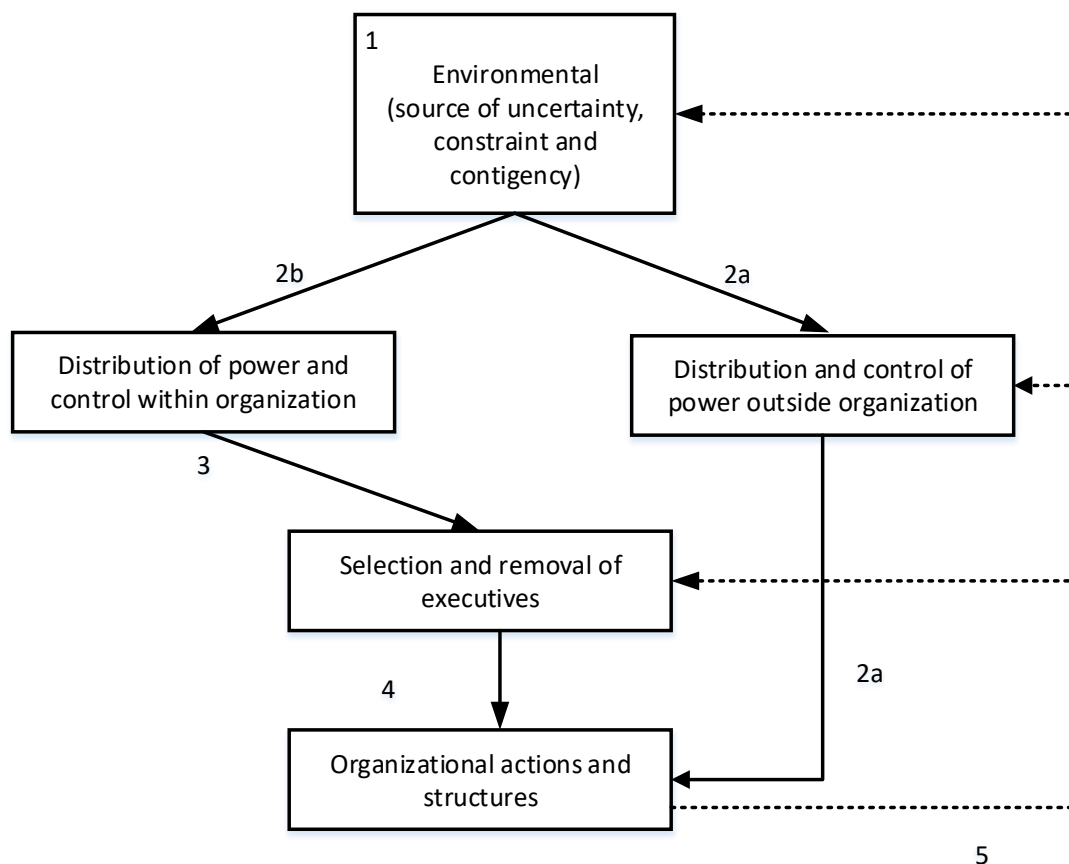 1
Environmental
(source of uncertainty,
constraint and
contigency)
2b
2a
Distribution of power and
control within organization
Distribution and control of
power outside organization
3
Selection and removal of
executives
4
2a
Organizational actions and
structures
5